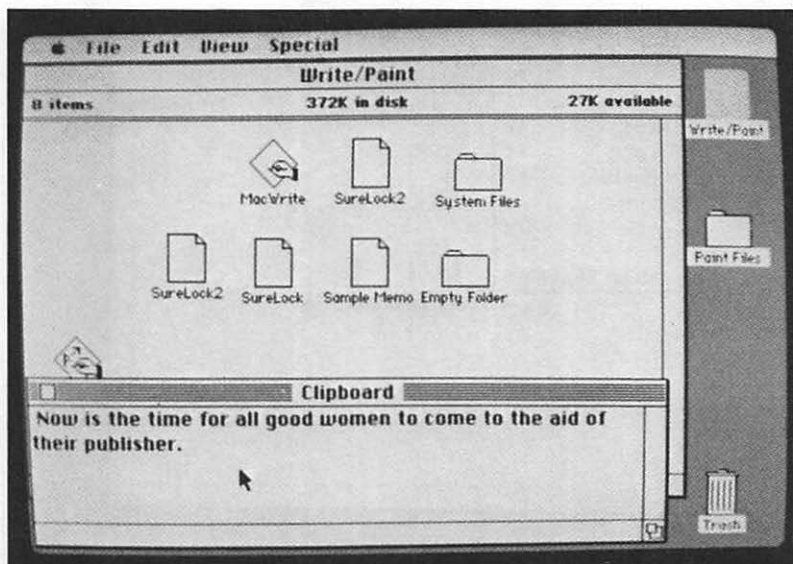 File Edit View Special
Write/Paint
8 items 372K in disk 27K available
Write/Paint
MacWrite SureLock2 System Files
Paint Files
SureLock2 SureLock Sample Memo Empty Folder
Clipboard
Now is the time for all good women to come to the aid of
their publisher.
Trash